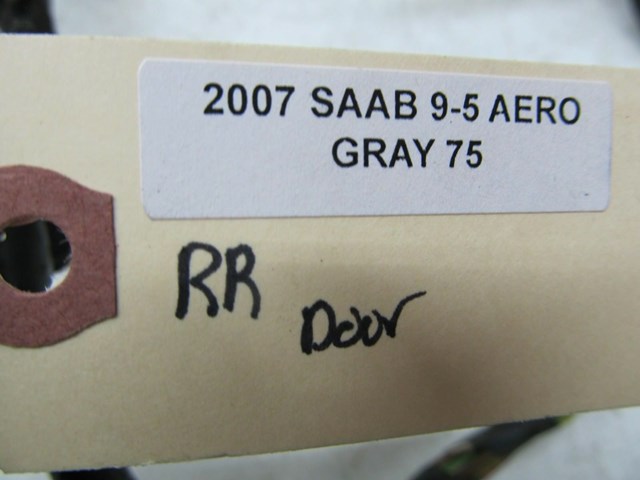 2007 SAAB 9-5 AERO
GRAY 75
RR
Door